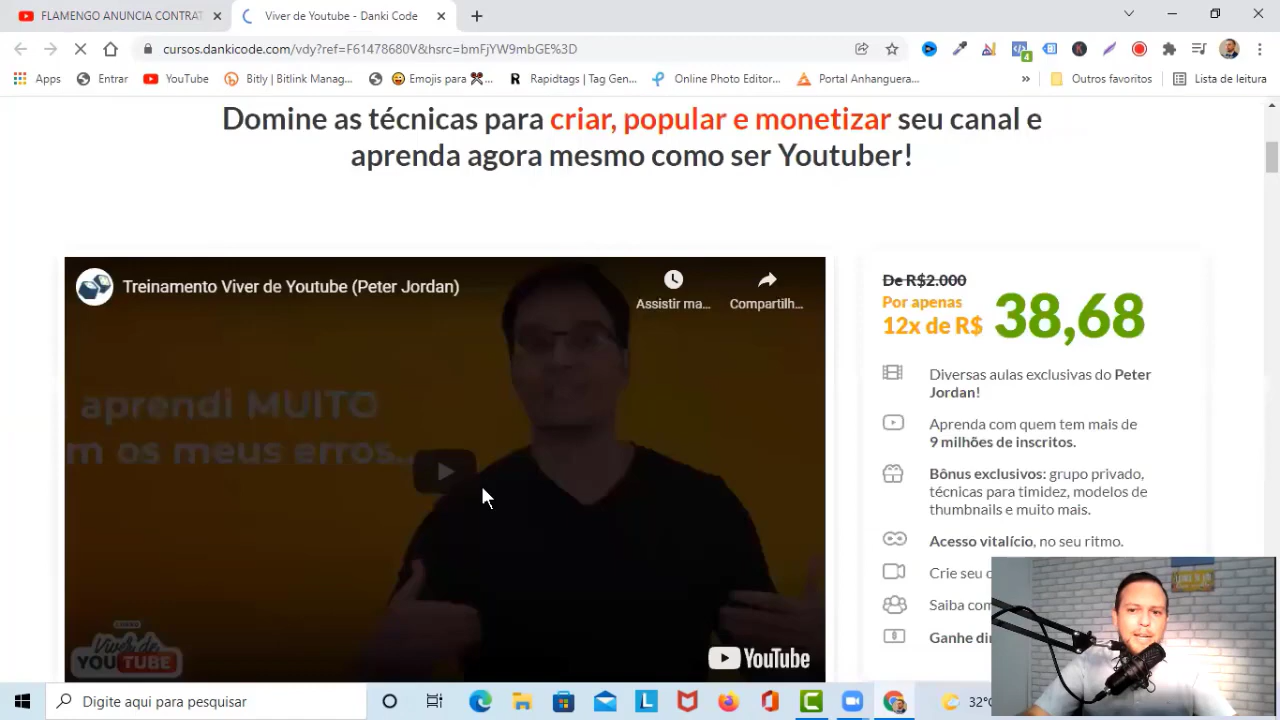 FLAMENGO ANUNCIA CONTRAT
Viver de Youtube - Danki Code
cursos.dankicode.com/vdy?ref=F61478680V&hsrc=bmFjYW9mbGE%3D
4
Apps
Entrar
YouTube
Bitly | Bitlink Manag...
Emojis para
Rapidtags | Tag Gen...
Online Photo Editor...
Portal Anhanguera...
»
Outros favoritos
Lista de leitura
Domine as técnicas para criar, popular e monetizar seu canal e
aprenda agora mesmo como ser Youtuber!
Treinamento Viver de Youtube (Peter Jordan)
Assistir ma...
Compartilh...
aprendi MUITO
m os meus erros...
CURSO
Viver de
YOUTUBE
YouTube
De R$2.000
Por apenas
12x de R$ 38,68
Diversas aulas exclusivas do Peter
Jordan!
Aprenda com quem tem mais de
9 milhões de inscritos.
Bônus exclusivos: grupo privado,
técnicas para timidez, modelos de
thumbnails e muito mais.
Acesso vitalício, no seu ritmo.
Crie seu
Saiba com
Ganhe di
Digite aqui para pesquisar
32°